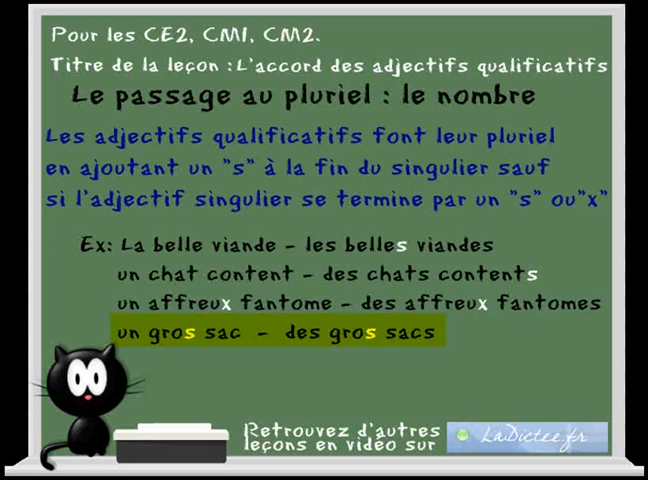 Pour les CE2, CM1, CM2.
Titre de la leçon : L'accord des adjectifs qualificatifs
Le passage au pluriel : le nombre
Les adjectifs qualificatifs font leur pluriel
en ajoutant un "s" à la fin du singulier sauf
si l'adjectif singulier se termine par un "s" ou"x"
Ex: La belle viande - les belles viandes
un chat content - des chats contents
un affreux fantome - des affreux fantomes
un gros sac - des gros sacs
Retrouvez d'autres
leçons en vidéo sur
LaDictée.fr